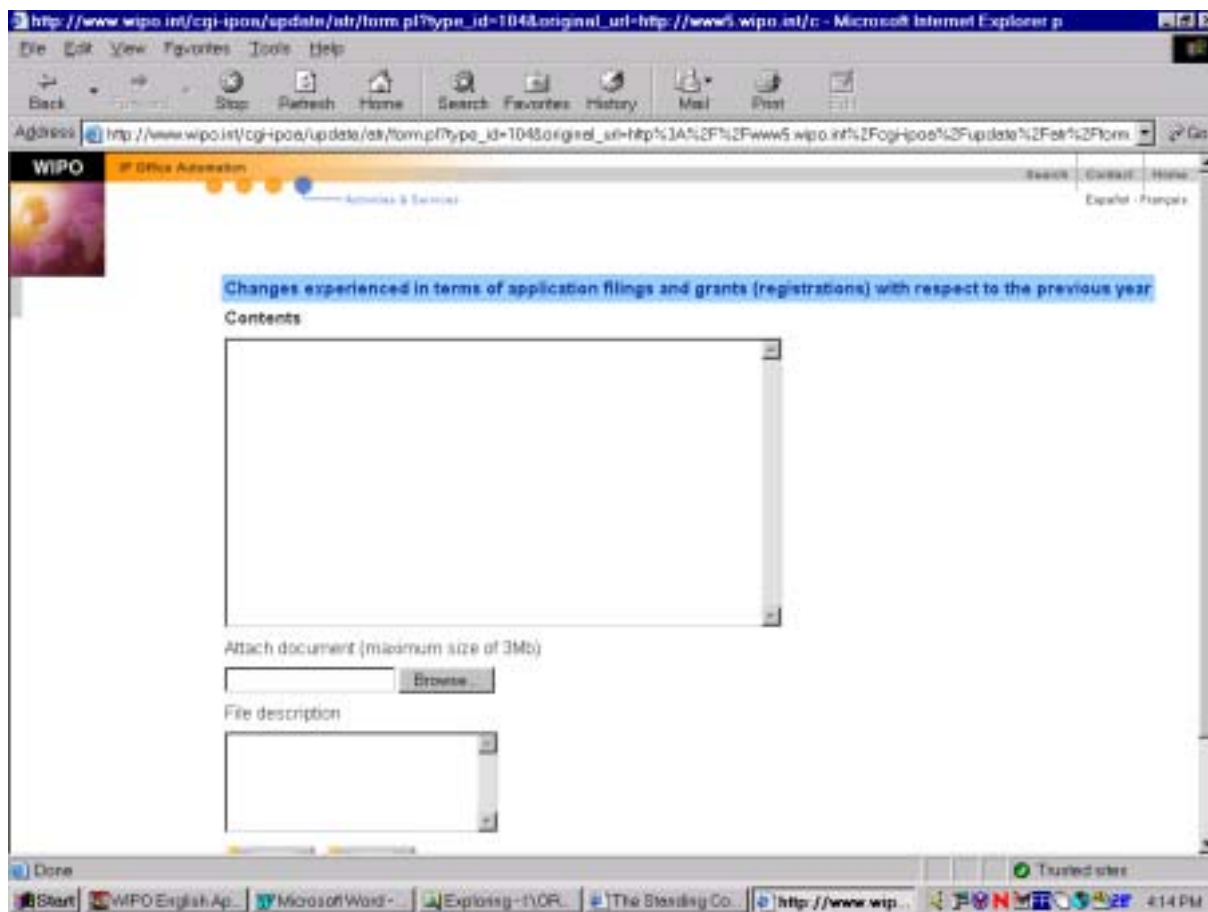 http://www.wipo.int/cgi-ipoa/update/atr/form.pl?type_id=104&original_url=http://www5.wipo.int/c - Microsoft Internet Explorer p
File Edit View Favorites Tools Help
Back Stop Refresh Home Search Favorites History Mail Print Edit
Address http://www.wipo.int/cgi-ipoa/update/atr/form.pl?type_id=104&original_url=http%3A%2F%2Fwww5.wipo.int%2Fcgi-ipoa%2Fupdate%2Fatr%2Fform Go
WIPO IP Office Automation Search Contact Home
Activities & Services Español - Français
Changes experienced in terms of application filings and grants (registrations) with respect to the previous year
Contents
Attach document (maximum size of 3Mb)
Browse...
File description
Done Trusted sites
Start WIPO English Ap... Microsoft Word - ... Exploring - I:\OR... The Standing Co... http://www.wip... 4:14 PM